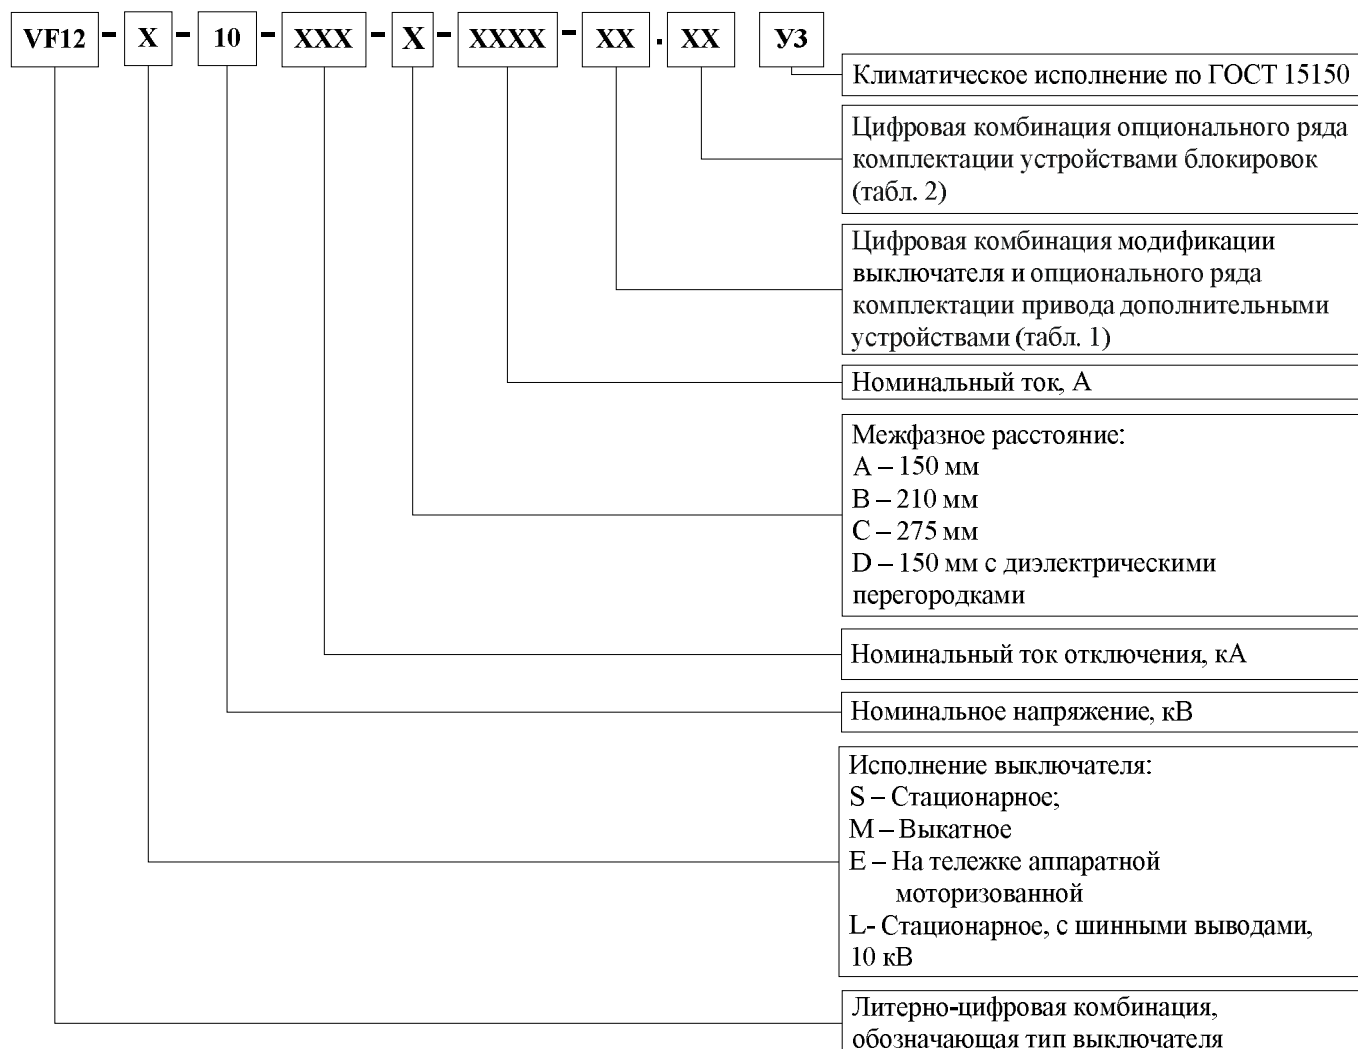 VF12 - X - 10 - XXX - X - XXXX - XX . XX У3
Климатическое исполнение по ГОСТ 15150
Цифровая комбинация опционального ряда
комплектации устройствами блокировок
(табл. 2)
Цифровая комбинация модификации
выключателя и опционального ряда
комплектации привода дополнительными
устройствами (табл. 1)
Номинальный ток, А
Межфазное расстояние:
A – 150 мм
B – 210 мм
C – 275 мм
D – 150 мм с диэлектрическими
перегородками
Номинальный ток отключения, кА
Номинальное напряжение, кВ
Исполнение выключателя:
S – Стационарное;
M – Выкатное
E – На тележке аппаратной
моторизованной
L- Стационарное, с шинными выводами,
10 кВ
Литерно-цифровая комбинация,
обозначающая тип выключателя